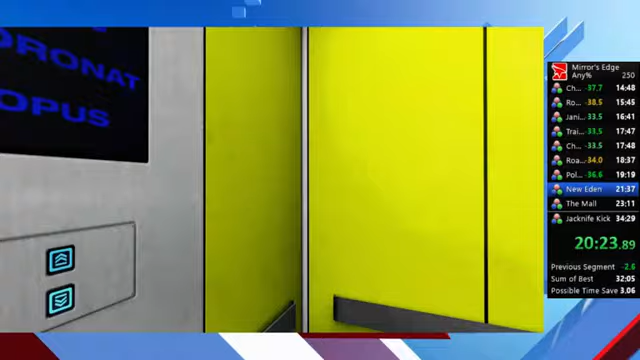 ORONAT
OPUS
Mirror's Edge
Any% 250
Ch... -37.7 14:48
Ro... -38.5 15:45
Jani... -33.5 16:41
Trai... -33.5 17:47
Ch... -33.5 17:48
Roa... -34.0 18:37
Pol... -36.6 19:19
New Eden 21:37
The Mall 23:11
Jacknife Kick 34:29
20:23.89
Previous Segment -2.6
Sum of Best 32:05
Possible Time Save 3.06